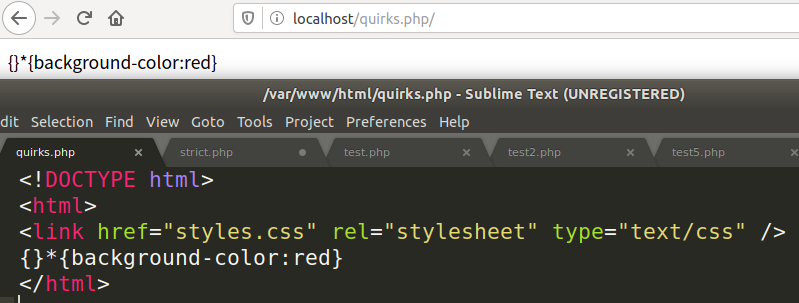 localhost/quirks.php/
{}*{background-color:red}
/var/www/html/quirks.php - Sublime Text (UNREGISTERED)
dit Selection Find View Goto Tools Project Preferences Help
quirks.php × strict.php test.php × test2.php × test5.php ×
<!DOCTYPE html>
<html>
<link href="styles.css" rel="stylesheet" type="text/css" />
{}*{background-color:red}
</html>